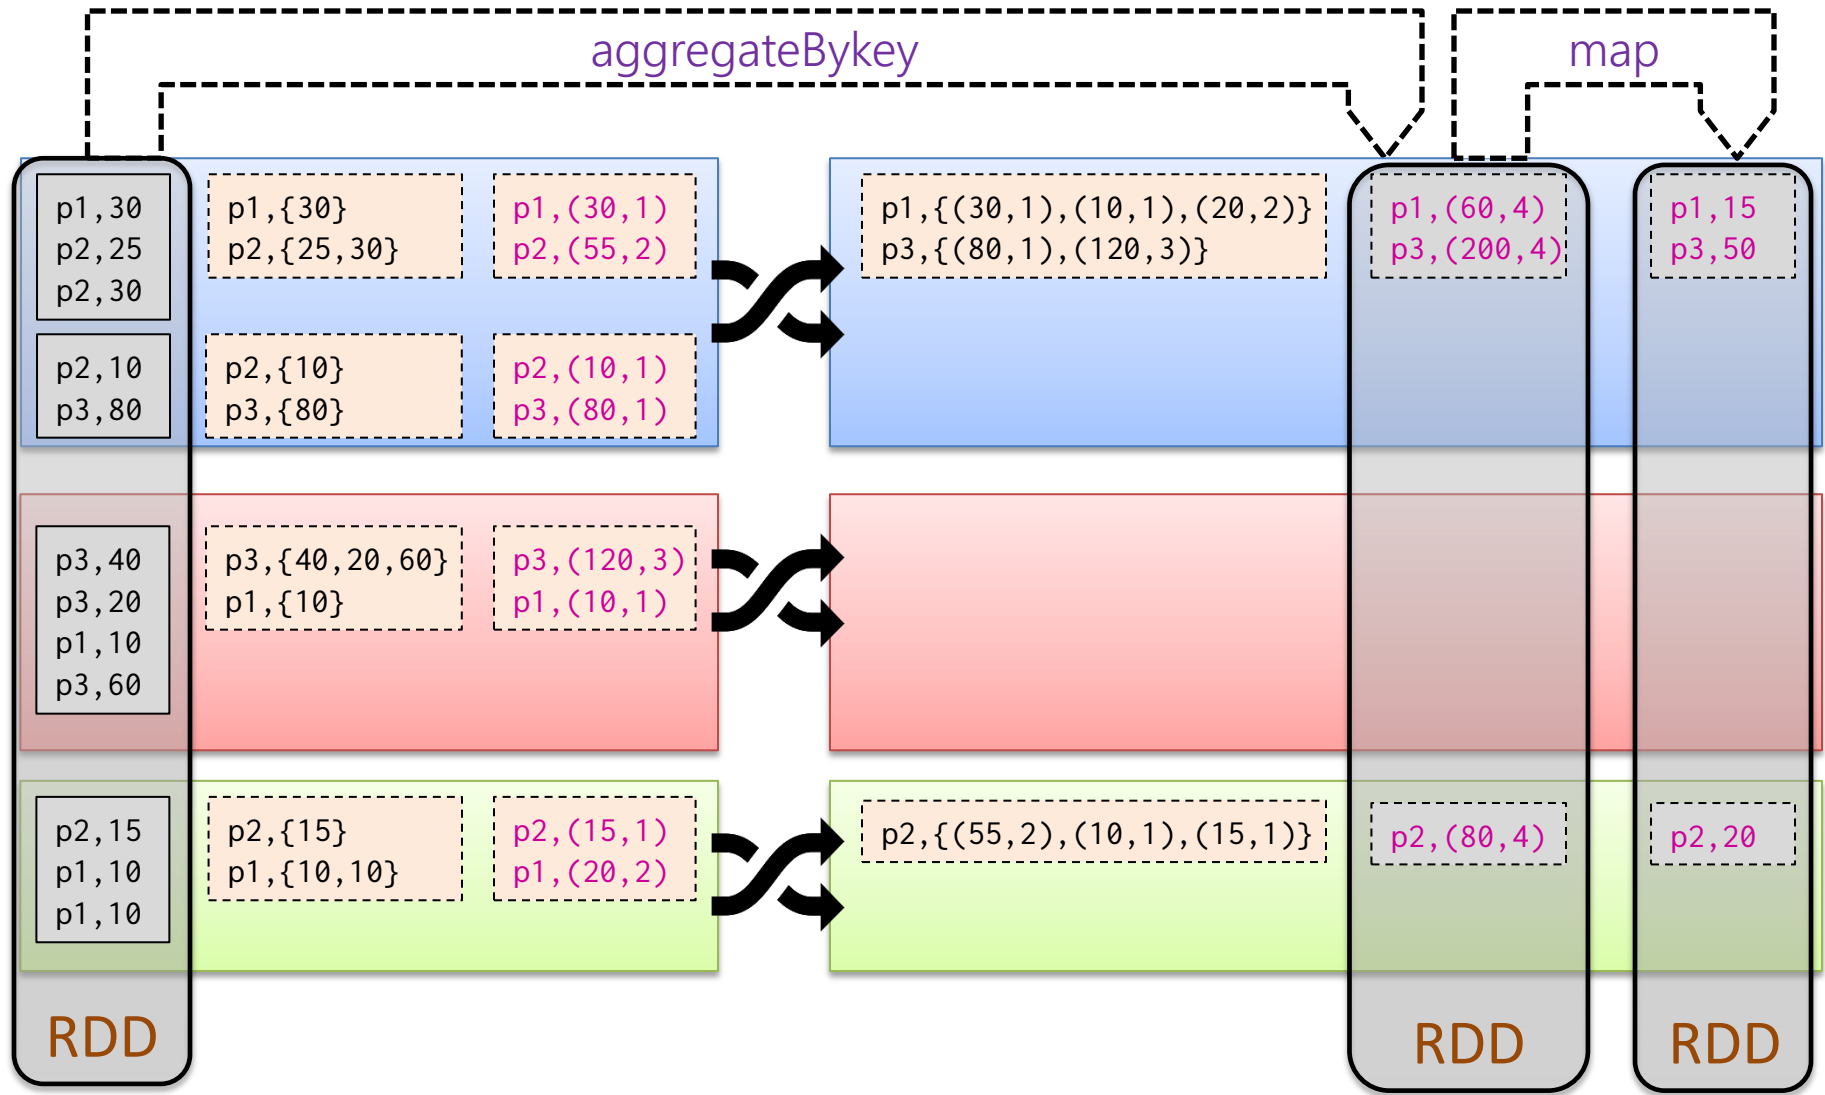 aggregateBykey
map
p1,30
p2,25
p2,30
p1,{30}
p2,{25,30}
p1,(30,1)
p2,(55,2)
p1,{(30,1),(10,1),(20,2)}
p3,{(80,1),(120,3)}
p1,(60,4)
p3,(200,4)
p1,15
p3,50
p2,10
p3,80
p2,{10}
p3,{80}
p2,(10,1)
p3,(80,1)
p3,40
p3,20
p1,10
p3,60
p3,{40,20,60}
p1,{10}
p3,(120,3)
p1,(10,1)
p2,15
p1,10
p1,10
p2,{15}
p1,{10,10}
p2,(15,1)
p1,(20,2)
p2,{(55,2),(10,1),(15,1)}
p2,(80,4)
p2,20
RDD
RDD
RDD